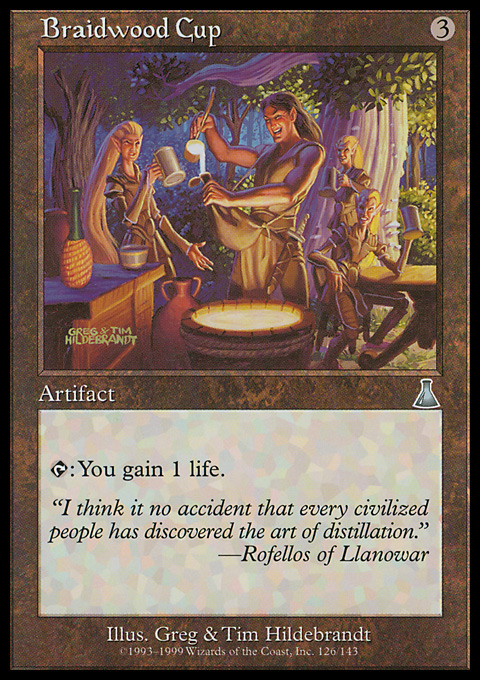 Braidwood Cup 3
GREG & TIM
HILDEBRANDT
Artifact
:You gain 1 life.
“I think it no accident that every civilized
people has discovered the art of distillation.”
—Rofellos of Llanowar
Illus. Greg & Tim Hildebrandt
©1993–1999 Wizards of the Coast, Inc. 126/143